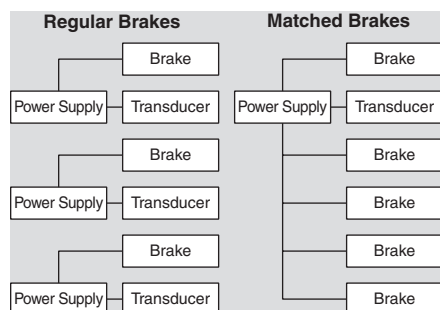 Regular Brakes
Brake
Power Supply
Transducer
Brake
Power Supply
Transducer
Brake
Power Supply
Transducer
Matched Brakes
Brake
Power Supply
Transducer
Brake
Brake
Brake
Brake